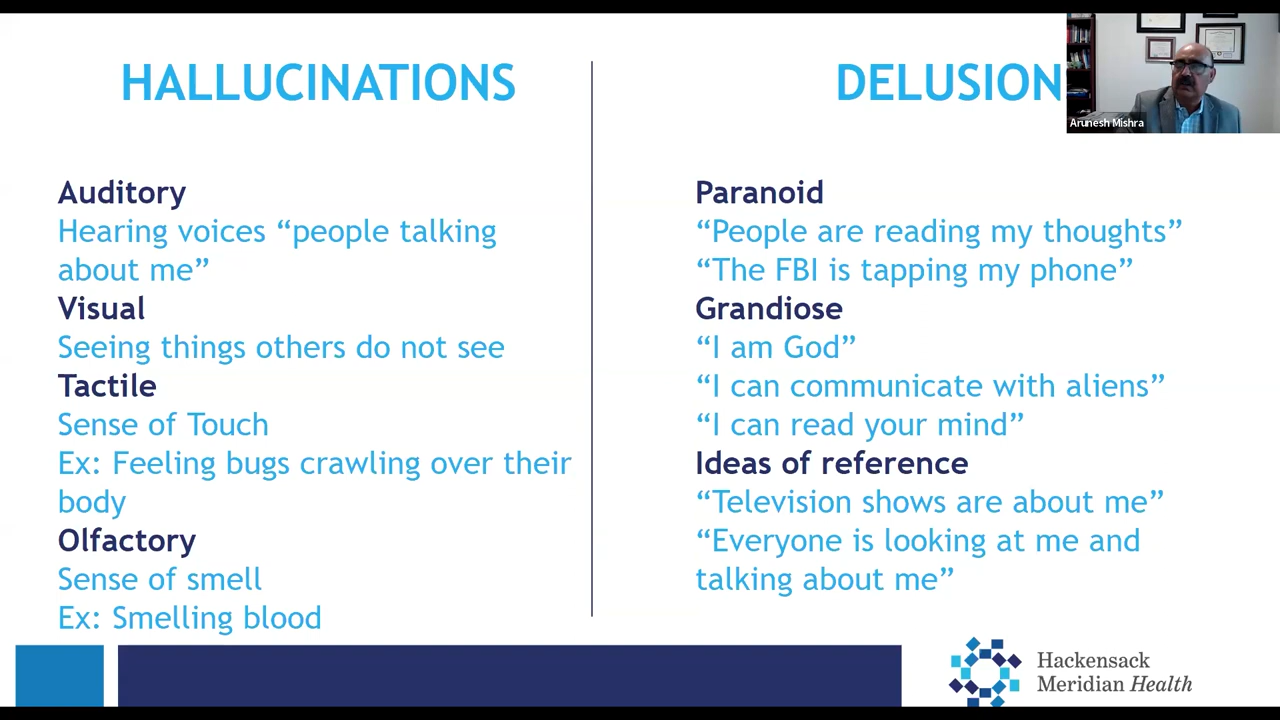 HALLUCINATIONS
Auditory
Hearing voices “people talking
about me”
Visual
Seeing things others do not see
Tactile
Sense of Touch
Ex: Feeling bugs crawling over their
body
Olfactory
Sense of smell
Ex: Smelling blood
DELUSION
Paranoid
“People are reading my thoughts”
“The FBI is tapping my phone”
Grandiose
“I am God”
“I can communicate with aliens”
“I can read your mind”
Ideas of reference
“Television shows are about me”
“Everyone is looking at me and
talking about me”
Arunesh Mishra
Hackensack
Meridian Health